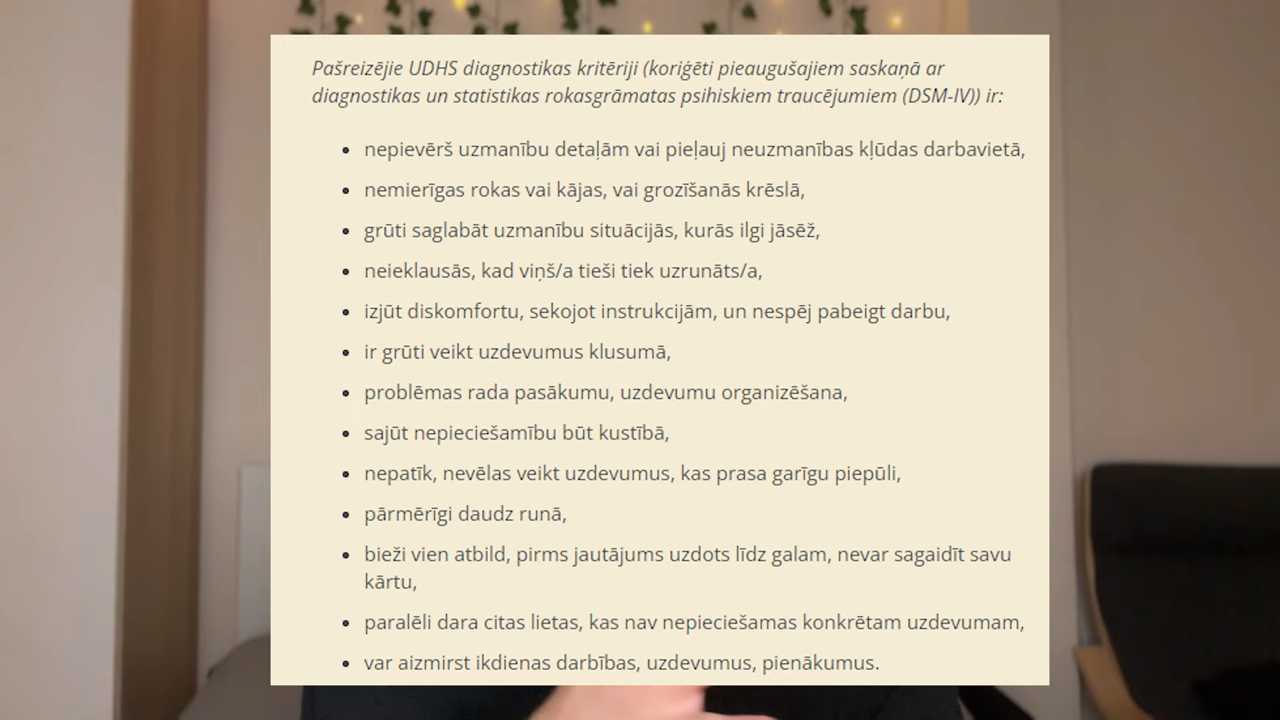 Pašreizējie UDHS diagnostikas kritēriji (koriģēti pieaugušajiem saskaņā ar
diagnostikas un statistikas rokasgrāmatas psihiskiem traucējumiem (DSM-IV)) ir:
• nepievērš uzmanību detaļām vai pieļauj neuzmanības kļūdas darbavietā,
• nemierīgas rokas vai kājas, vai grozīšanās krēslā,
• grūti saglabāt uzmanību situācijās, kurās ilgi jāsēž,
• neieklausās, kad viņš/a tieši tiek uzrunāts/a,
• izjūt diskomfortu, sekojot instrukcijām, un nespēj pabeigt darbu,
• ir grūti veikt uzdevumus klusumā,
• problēmas rada pasākumu, uzdevumu organizēšana,
• sajūt nepieciešamību būt kustībā,
• nepatīk, nevēlas veikt uzdevumus, kas prasa garīgu piepūli,
• pārmērīgi daudz runā,
• bieži vien atbild, pirms jautājums uzdots līdz galam, nevar sagaidīt savu
kārtu,
• paralēli dara citas lietas, kas nav nepieciešamas konkrētam uzdevumam,
• var aizmirst ikdienas darbības, uzdevumus, pienākumus.